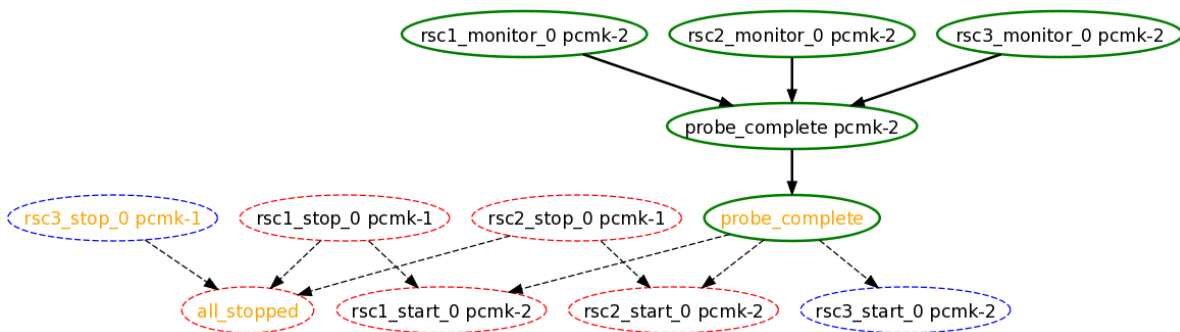 rsc1_monitor_0 pcmk-2
rsc2_monitor_0 pcmk-2
rsc3_monitor_0 pcmk-2
probe_complete pcmk-2
rsc3_stop_0 pcmk-1
rsc1_stop_0 pcmk-1
rsc2_stop_0 pcmk-1
probe_complete
all_stopped
rsc1_start_0 pcmk-2
rsc2_start_0 pcmk-2
rsc3_start_0 pcmk-2